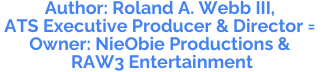 Author: Roland A. Webb III,
ATS Executive Producer & Director =
Owner: NieObie Productions &
RAW3 Entertainment